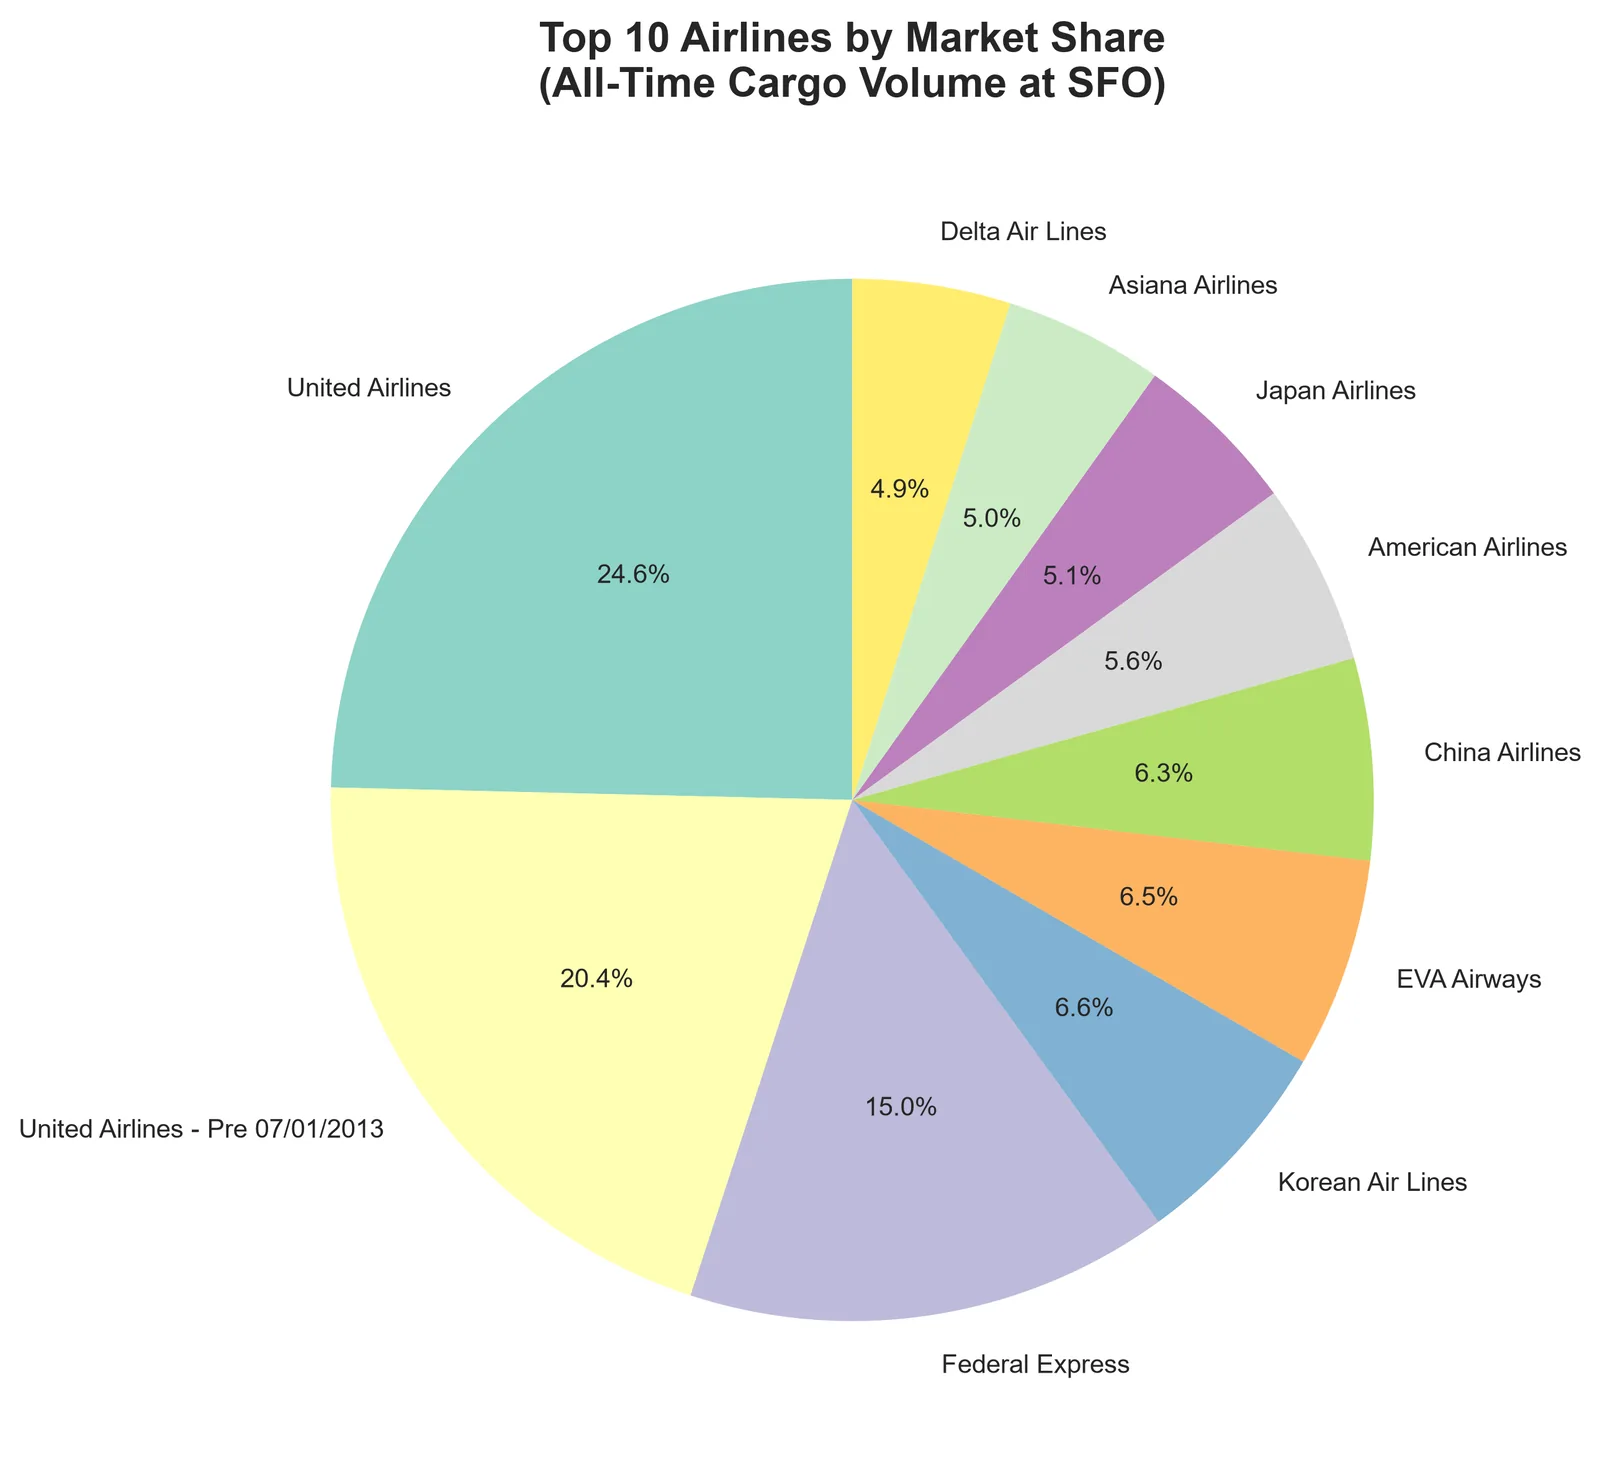 Top 10 Airlines by Market Share
(All-Time Cargo Volume at SFO)
Delta Air Lines
Asiana Airlines
United Airlines
Japan Airlines
4.9%
5.0%
American Airlines
24.6%
5.1%
5.6%
China Airlines
6.3%
6.5%
EVA Airways
20.4%
6.6%
15.0%
United Airlines - Pre 07/01/2013
Korean Air Lines
Federal Express